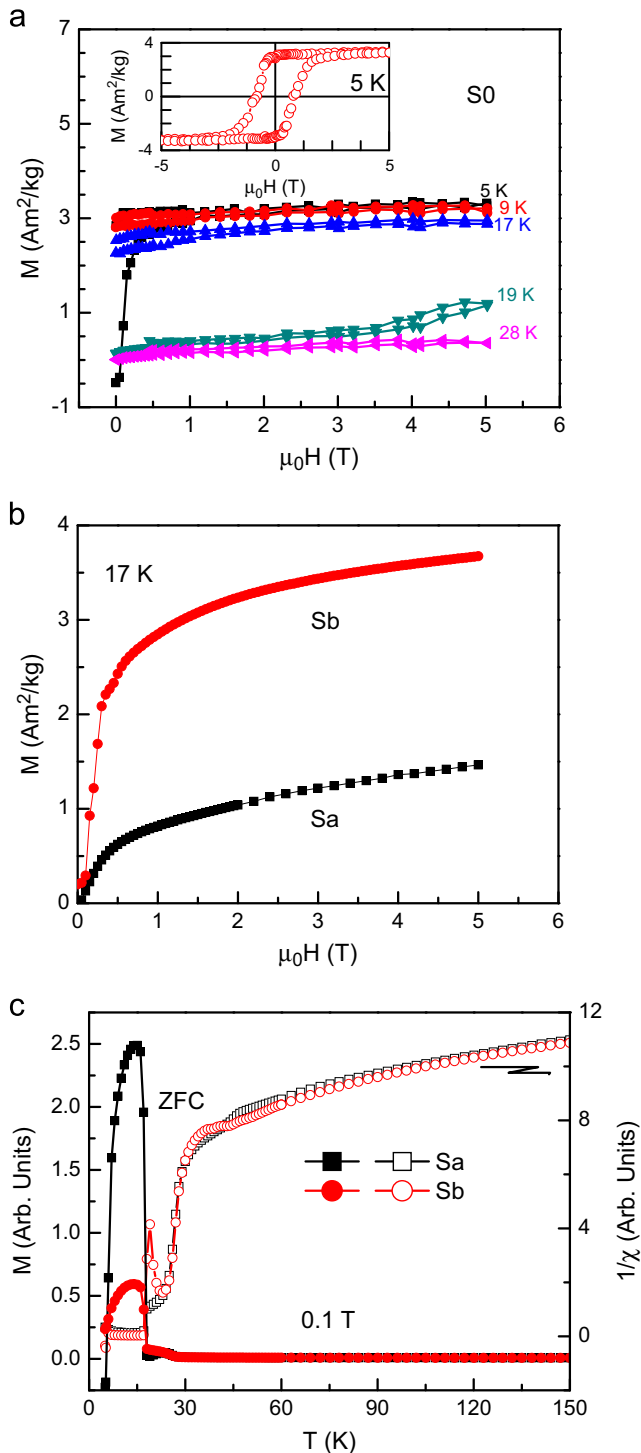 a
7
5
3
1
-1
M (Am²/kg)
4
0
-4
M (Am²/kg)
5 K
-5
0
5
μ₀H (T)
S0
5 K
9 K
17 K
19 K
28 K
0
1
2
3
4
5
6
μ₀H (T)
b
4
3
2
1
0
M (Am²/kg)
17 K
Sb
Sa
0
1
2
3
4
5
6
μ₀H (T)
c
2.5
2.0
1.5
1.0
0.5
0.0
M (Arb. Units)
ZFC
Sa
Sb
0.1 T
12
8
4
0
1/χ (Arb. Units)
0
30
60
90
120
150
T (K)